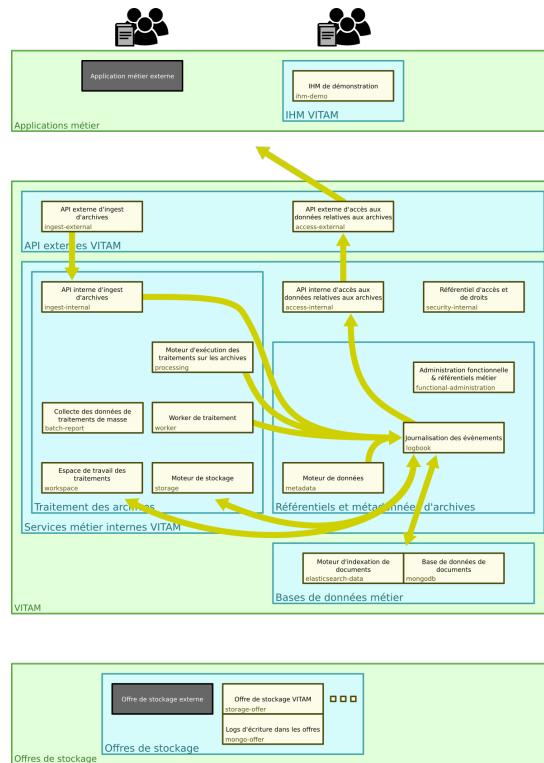 Application métier externe
IHM de démonstration
ihm-demo
IHM VITAM
Applications métier
API externe d'ingest
d'archives
ingest-external
API externe d'accès aux
données relatives aux archives
access-external
API externes VITAM
API interne d'ingest
d'archives
ingest-internal
API interne d'accès aux
données relatives aux archives
access-internal
Référentiel d'accès et
de droits
security-internal
Moteur d'exécution des
traitements sur les archives
processing
Administration fonctionnelle
& référentiels métier
functional-administration
Collecte des données de
traitements de masse
batch-report
Worker de traitement
worker
Journalisation des évènements
logbook
Espace de travail des
traitements
workspace
Moteur de stockage
storage
Moteur de données
metadata
Traitement des archives
Référentiels et métadonnées d'archives
Services métier internes VITAM
Moteur d'indexation de
documents
elasticsearch-data
Base de données de
documents
mongodb
Bases de données métier
VITAM
Offre de stockage externe
Offre de stockage VITAM
storage-offer
Logs d'écriture dans les offres
mongo-offer
Offres de stockage
Offres de stockage